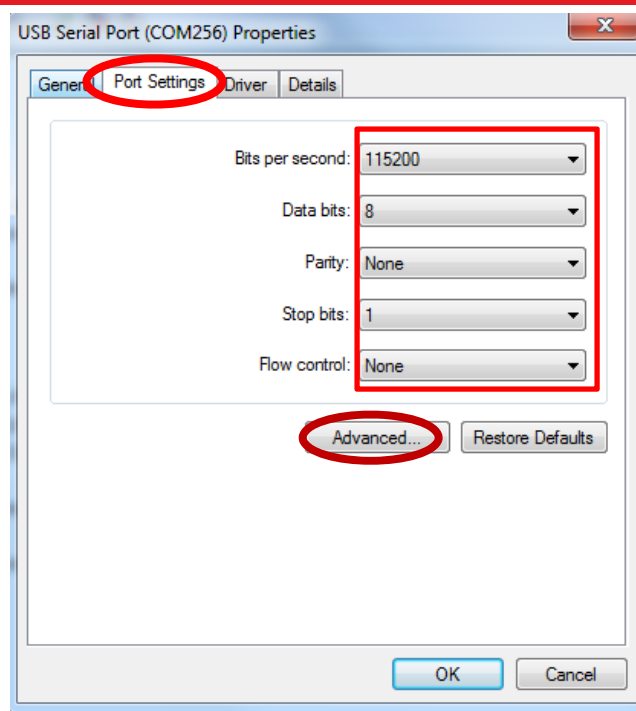 USB Serial Port (COM256) Properties
General Port Settings Driver Details
Bits per second: 115200
Data bits: 8
Parity: None
Stop bits: 1
Flow control: None
Advanced... Restore Defaults
OK Cancel